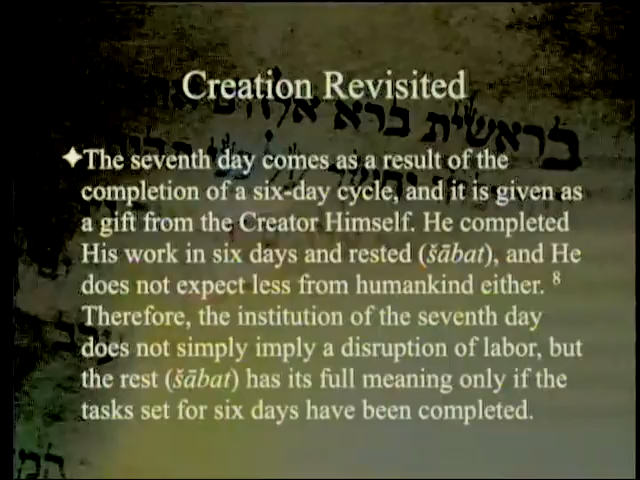 Creation Revisited
בראשית ברא אלהים
✦The seventh day comes as a result of the
completion of a six-day cycle, and it is given as
a gift from the Creator Himself. He completed
His work in six days and rested (šābat), and He
does not expect less from humankind either. 8
Therefore, the institution of the seventh day
does not simply imply a disruption of labor, but
the rest (šābat) has its full meaning only if the
tasks set for six days have been completed.